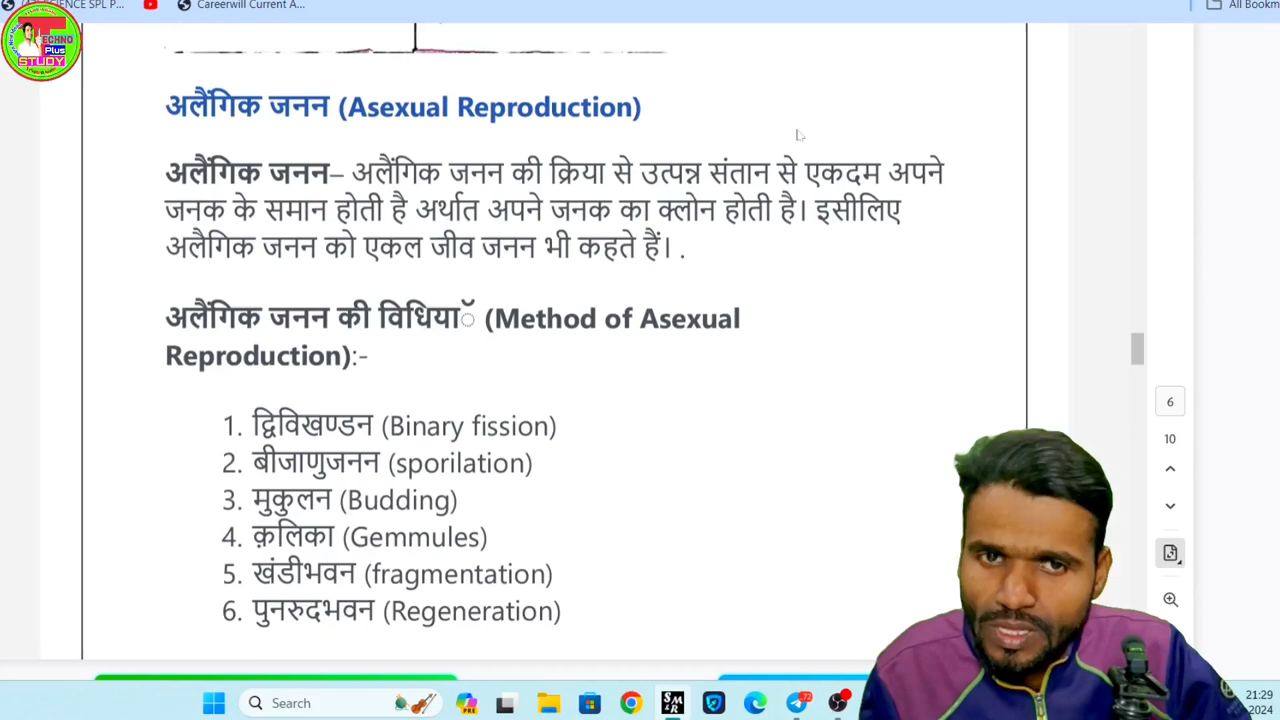 Careerwill Current A...
All Bookm
TECHNO
Plus
STUDY
अलैंगिक जनन (Asexual Reproduction)
अलैंगिक जनन– अलैंगिक जनन की क्रिया से उत्पन्न संतान से एकदम अपने
जनक के समान होती है अर्थात अपने जनक का क्लोन होती है। इसीलिए
अलैगिक जनन को एकल जीव जनन भी कहते हैं। .
अलैंगिक जनन की विधियाॅ (Method of Asexual
Reproduction):-
1. द्विविखण्डन (Binary fission)
2. बीजाणुजनन (sporilation)
3. मुकुलन (Budding)
4. क़लिका (Gemmules)
5. खंडीभवन (fragmentation)
6. पुनरुदभवन (Regeneration)
6
10
Search
PRE
SM
&R
72
21:29
2024